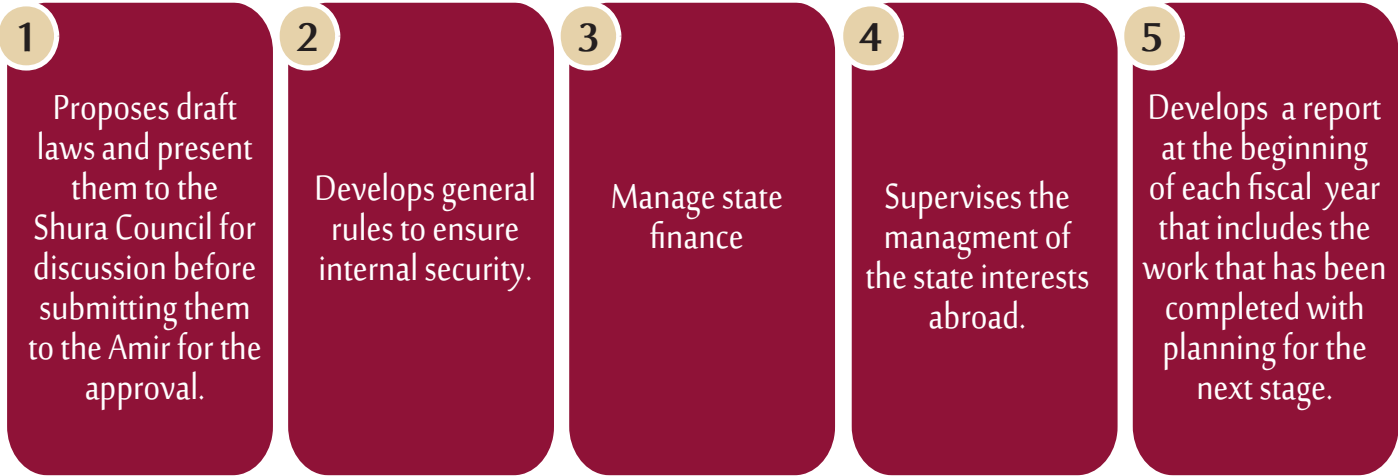 1
Proposes draft
laws and present
them to the
Shura Council for
discussion before
submitting them
to the Amir for the
approval.
2
Develops general
rules to ensure
internal security.
3
Manage state
finance
4
Supervises the
managment of
the state interests
abroad.
5
Develops a report
at the beginning
of each fiscal year
that includes the
work that has been
completed with
planning for the
next stage.